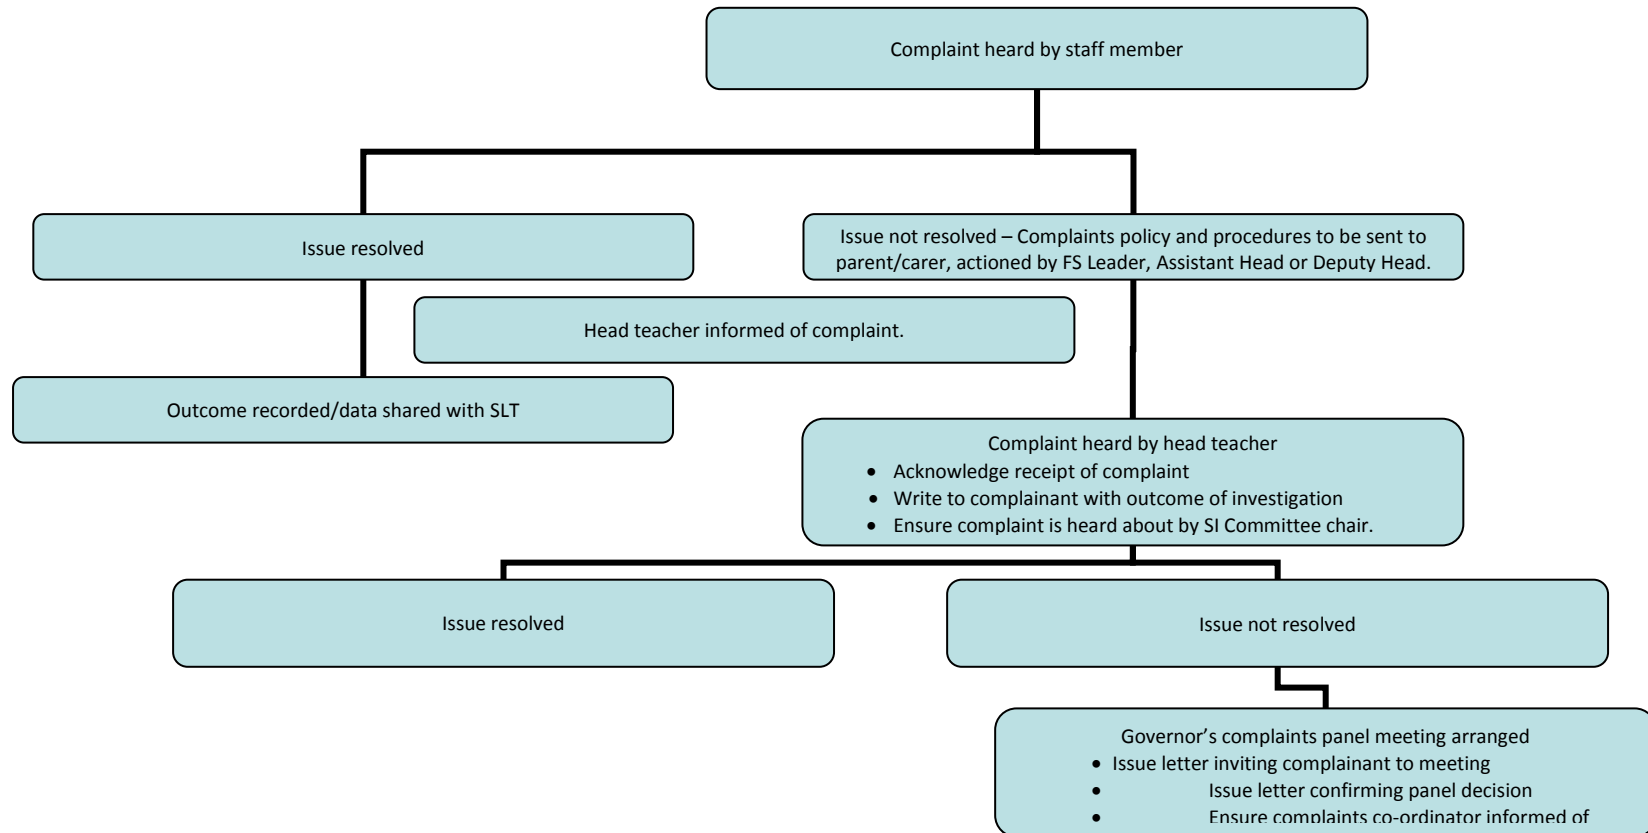 Complaint heard by staff member
Issue resolved
Issue not resolved – Complaints policy and procedures to be sent to
parent/carer, actioned by FS Leader, Assistant Head or Deputy Head.
Head teacher informed of complaint.
Outcome recorded/data shared with SLT
Complaint heard by head teacher
• Acknowledge receipt of complaint
• Write to complainant with outcome of investigation
• Ensure complaint is heard about by SI Committee chair.
Issue resolved
Issue not resolved
Governor’s complaints panel meeting arranged
• Issue letter inviting complainant to meeting
• Issue letter confirming panel decision
• Ensure complaints co-ordinator informed of